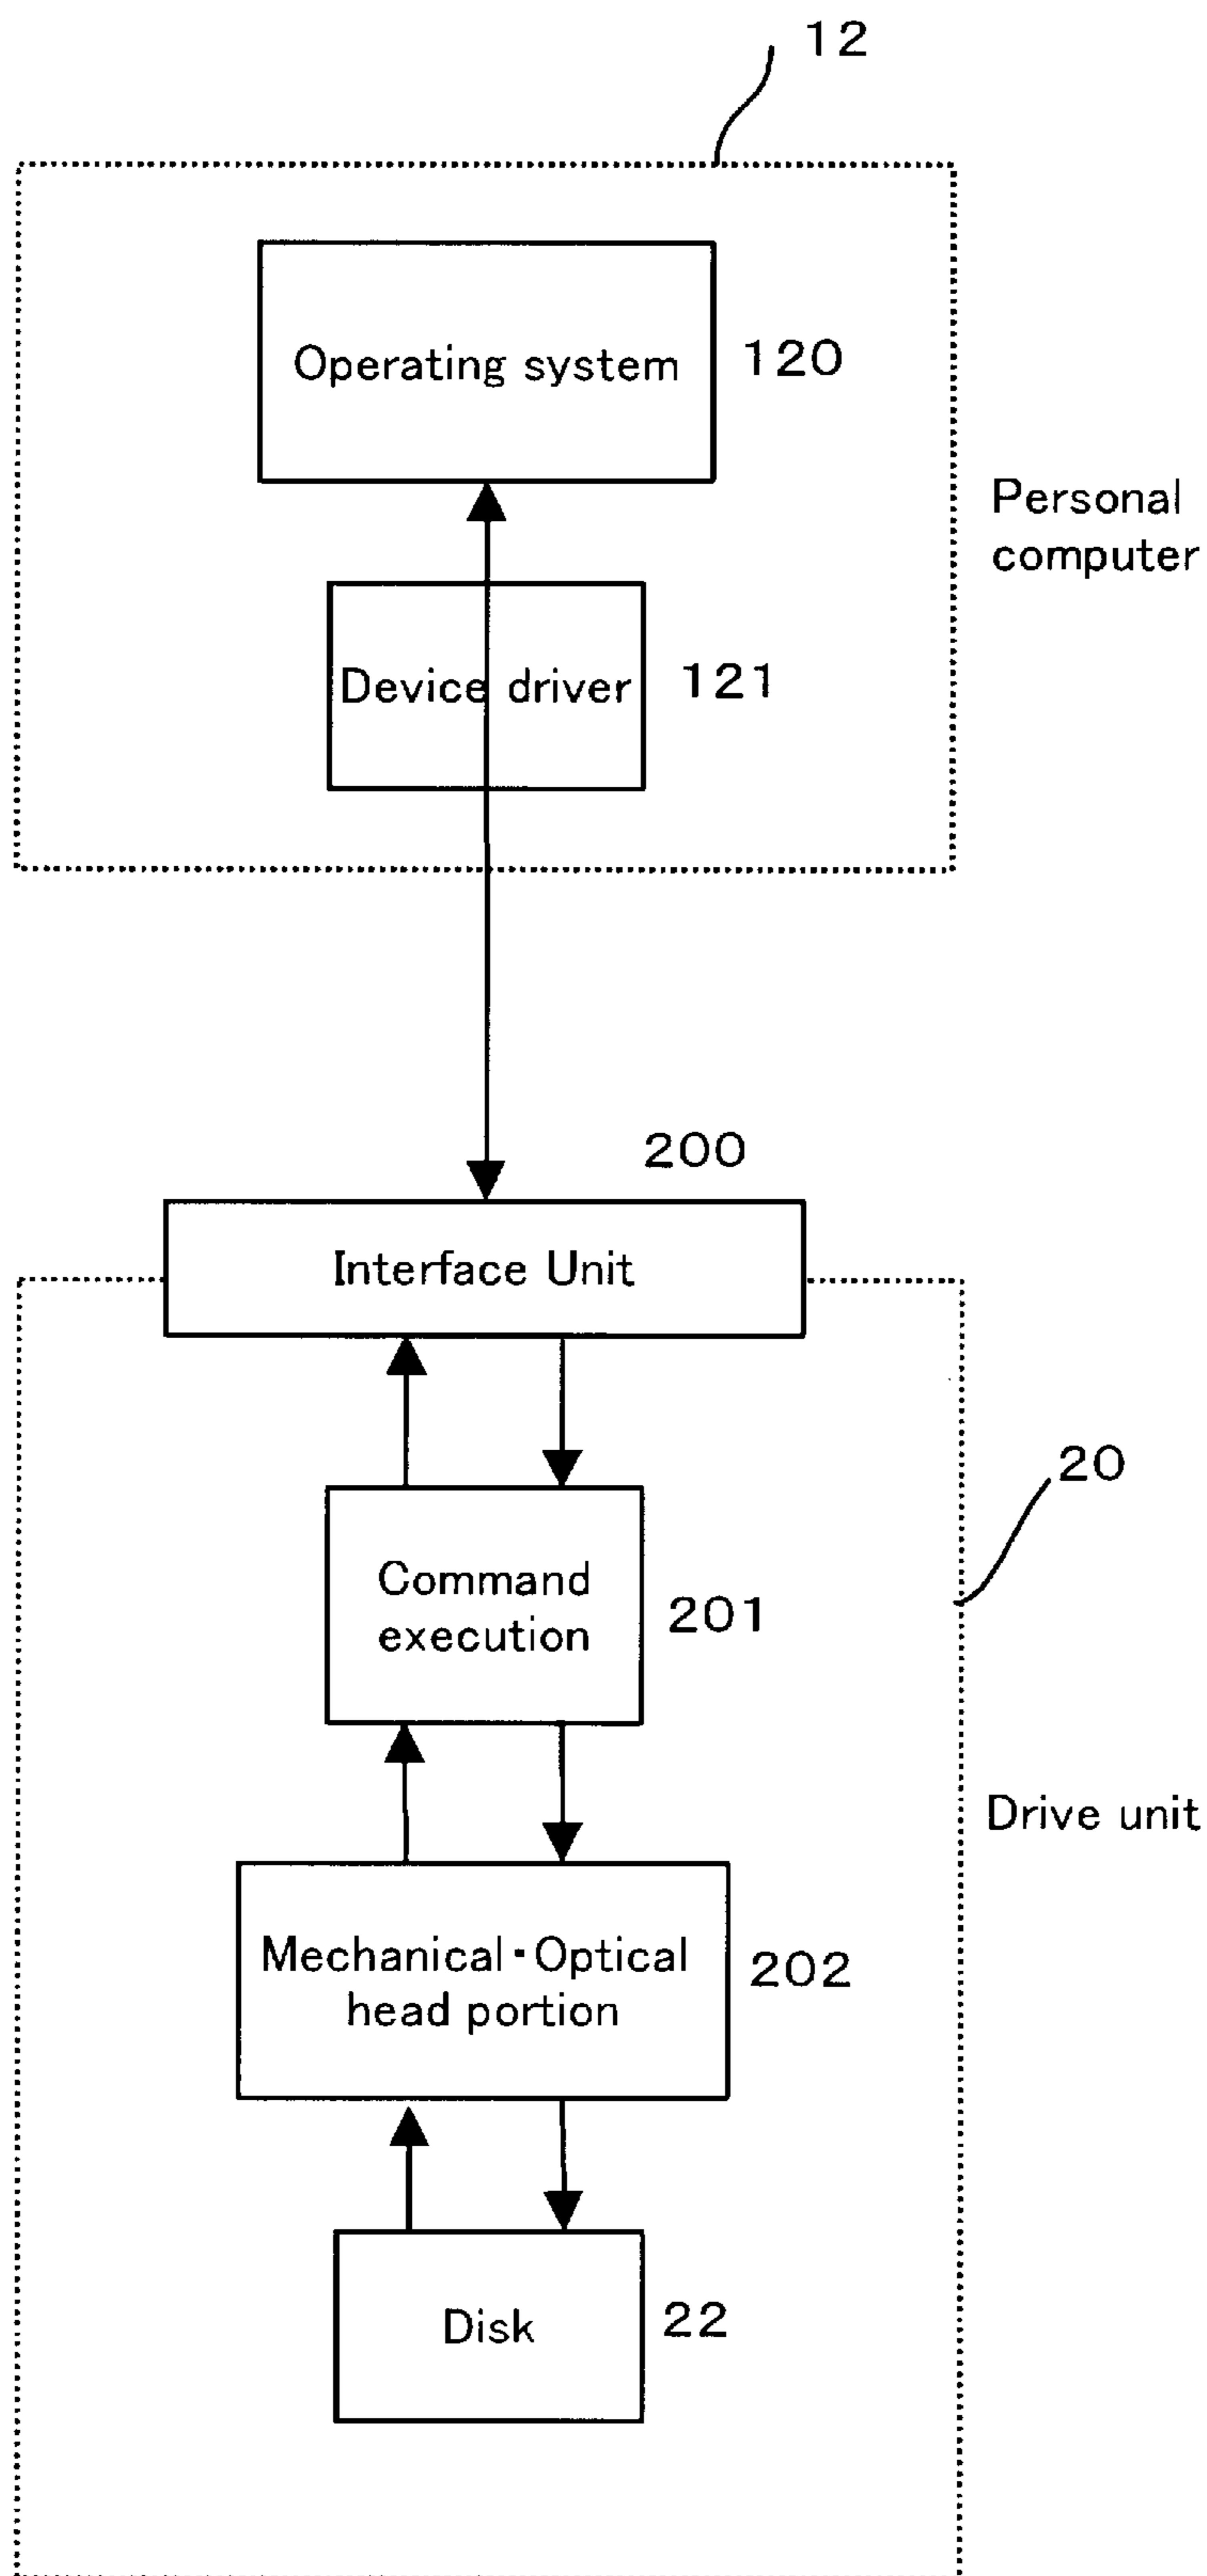 12
Operating system
120
Personal
computer
Device driver
121
200
Interface Unit
20
Command
execution
201
Drive unit
Mechanical・Optical
head portion
202
Disk
22